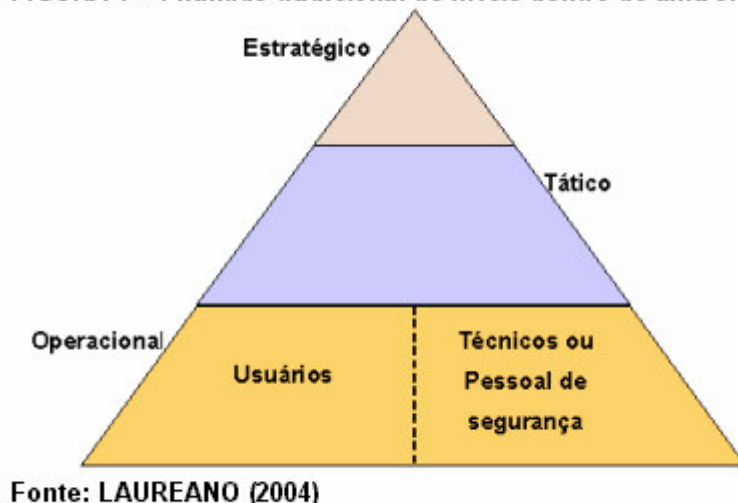 Estratégico
Tático
Operacional
Usuários
Técnicos ou
Pessoal de
segurança
Fonte: LAUREANO (2004)